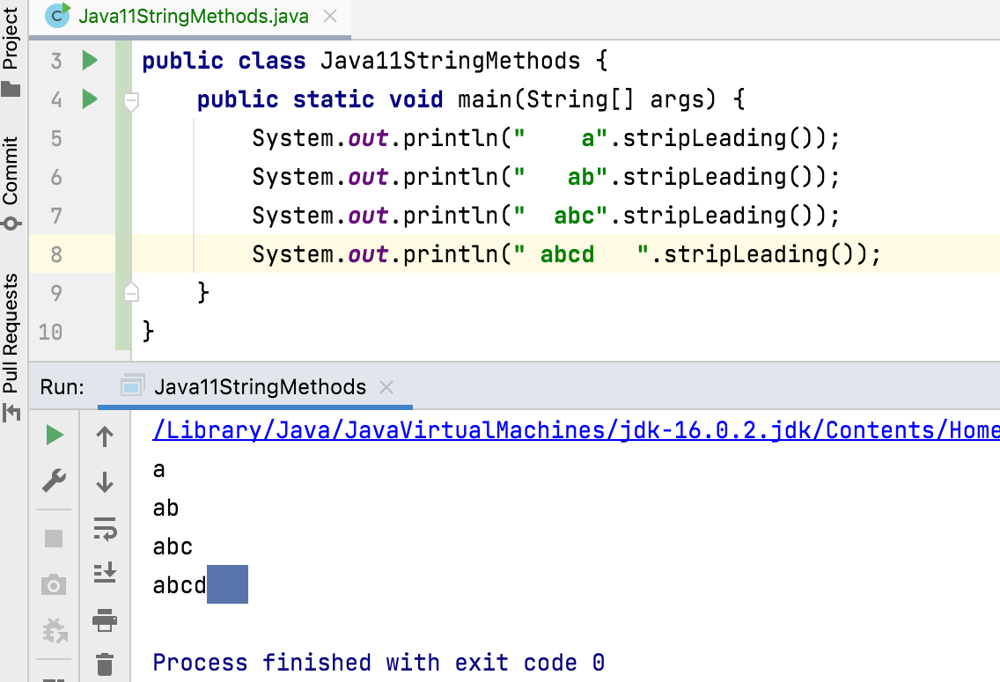 Project
Commit
Pull Requests
C Java11StringMethods.java
3 public class Java11StringMethods {
4     public static void main(String[] args) {
5         System.out.println("    a".stripLeading());
6         System.out.println("   ab".stripLeading());
7         System.out.println("  abc".stripLeading());
8         System.out.println(" abcd   ".stripLeading());
9     }
10 }
Run: Java11StringMethods
/Library/Java/JavaVirtualMachines/jdk-16.0.2.jdk/Contents/Home
a
ab
abc
abcd   
Process finished with exit code 0